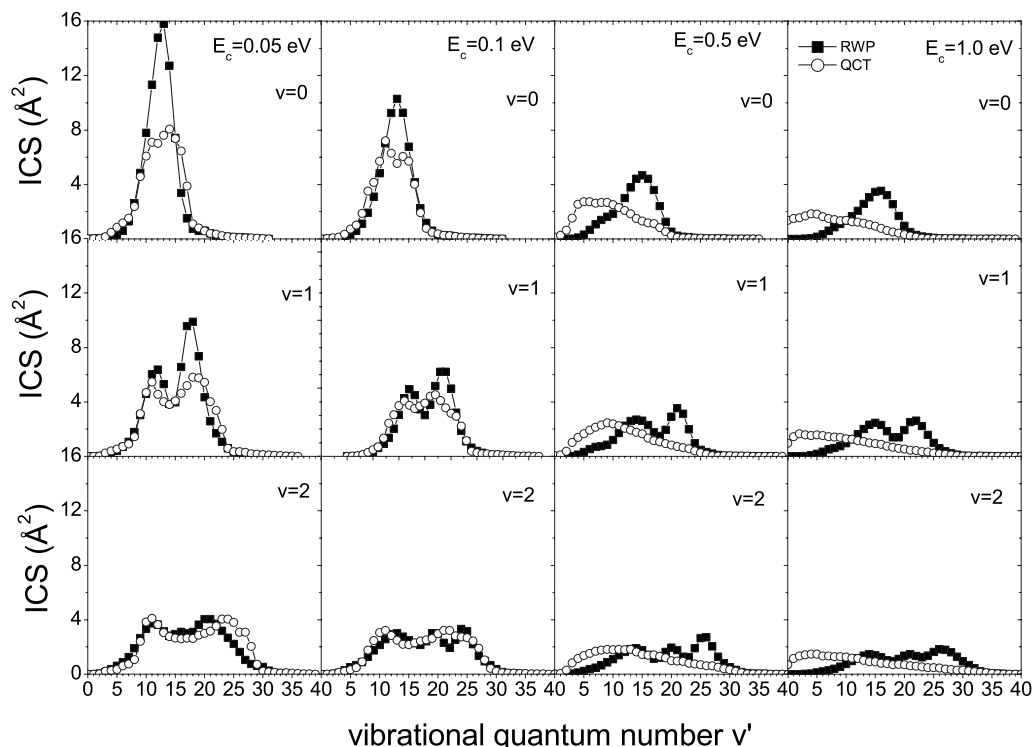 16
12
8
4
16
ICS (Å²)
E_c=0.05 eV
v=0
E_c=0.1 eV
v=0
E_c=0.5 eV
v=0
RWP
QCT
E_c=1.0 eV
v=0
12
8
4
16
ICS (Å²)
v=1
v=1
v=1
v=1
12
8
4
0
ICS (Å²)
v=2
v=2
v=2
v=2
0 5 10 15 20 25 30 35 40 5 10 15 20 25 30 35 40 5 10 15 20 25 30 35 40 5 10 15 20 25 30 35 40
vibrational quantum number v'